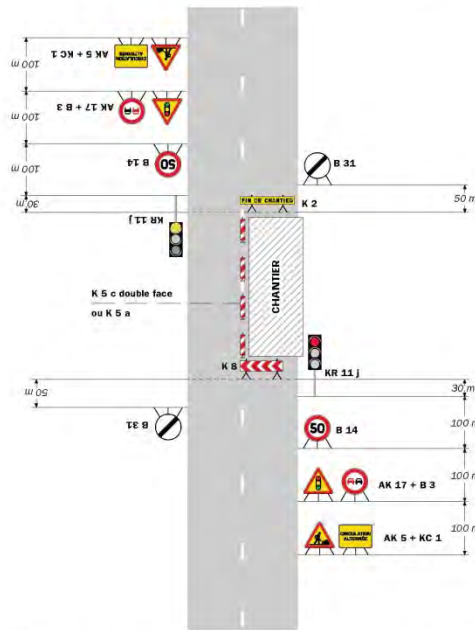 100 m
AK 5 + KC 1
CIRCULATION
ALTERNÉE
100 m
AK 17 + B 3
100 m
B 14
50
30 m
KR 11 j
B 31
50 m
FIN DE CHANTIER
K 2
CHANTIER
K 5 c double face
ou K 5 a
K 8
KR 11 j
50 m
B 31
30 m
50
B 14
100 m
AK 17 + B 3
100 m
CIRCULATION
ALTERNÉE
AK 5 + KC 1
100 m